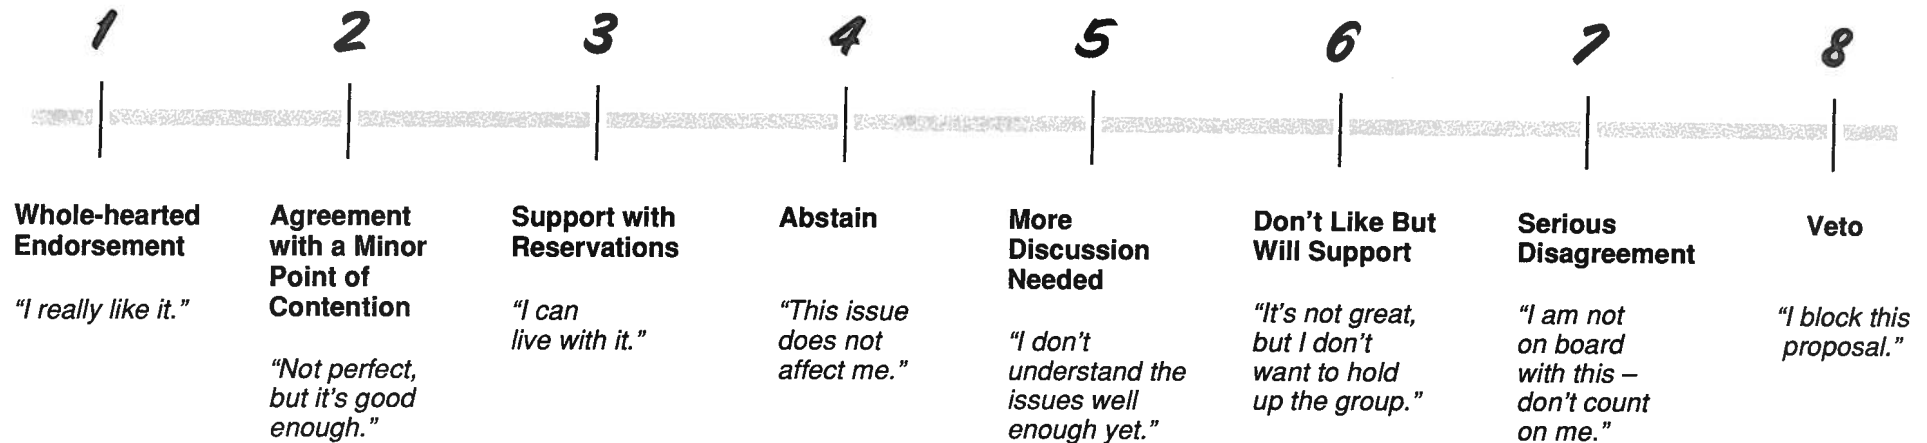 1
2
3
4
5
6
7
8
Whole-hearted
Endorsement
"I really like it."
Agreement
with a Minor
Point of
Contention
"Not perfect,
but it's good
enough."
Support with
Reservations
"I can
live with it."
Abstain
"This issue
does not
affect me."
More
Discussion
Needed
"I don't
understand the
issues well
enough yet."
Don't Like But
Will Support
"It's not great,
but I don't
want to hold
up the group."
Serious
Disagreement
"I am not
on board
with this –
don't count
on me."
Veto
"I block this
proposal."